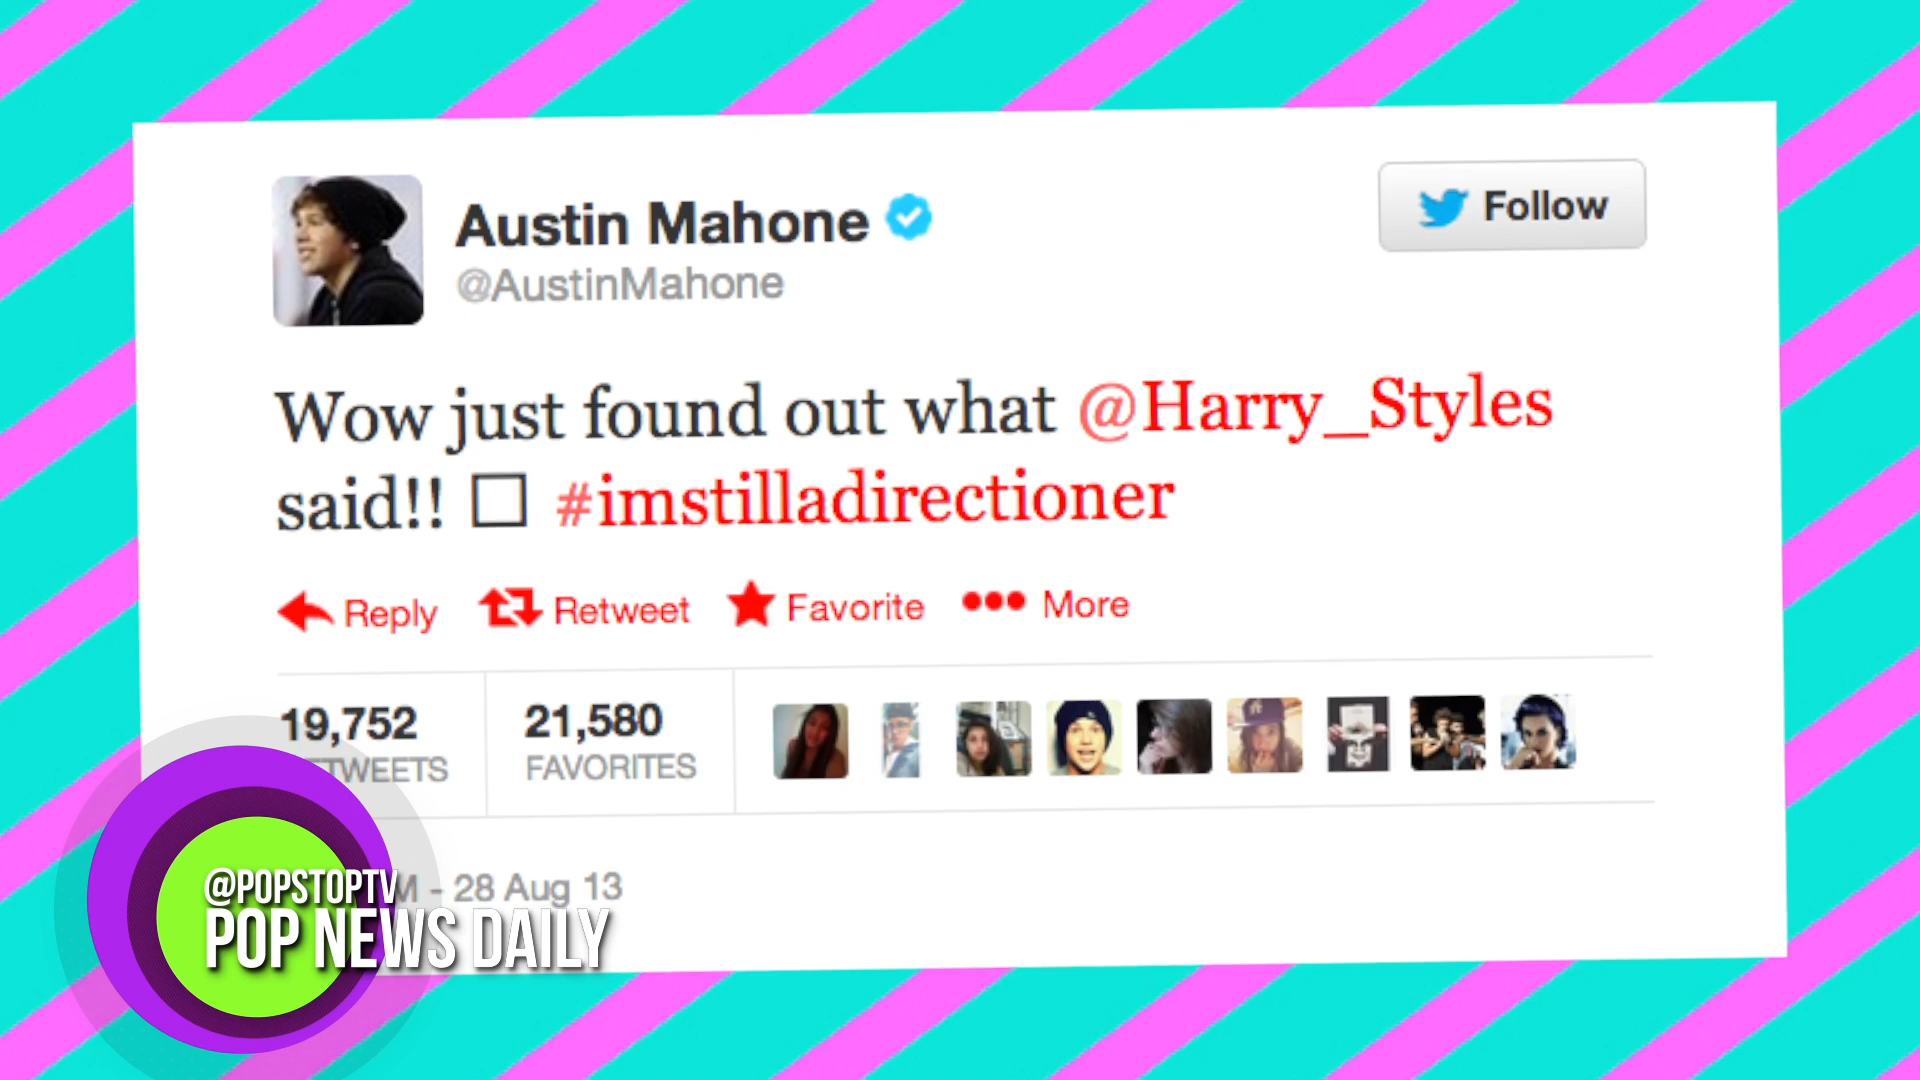 Austin Mahone
@AustinMahone
Follow
Wow just found out what @Harry_Styles
said!! #imstilladirectioner
Reply Retweet Favorite More
19,752 21,580
FAVORITES
- 28 Aug 13
@POPSTOPTV
POP NEWS DAILY